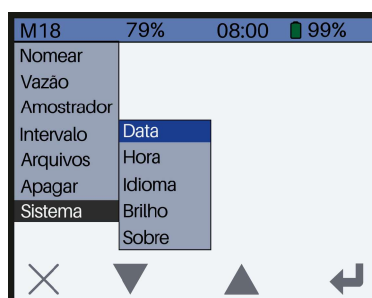 M18 79% 08:00 99%
Nomear
Vazão
Amostrador
Intervalo
Arquivos
Apagar
Sistema
Data
Hora
Idioma
Brilho
Sobre